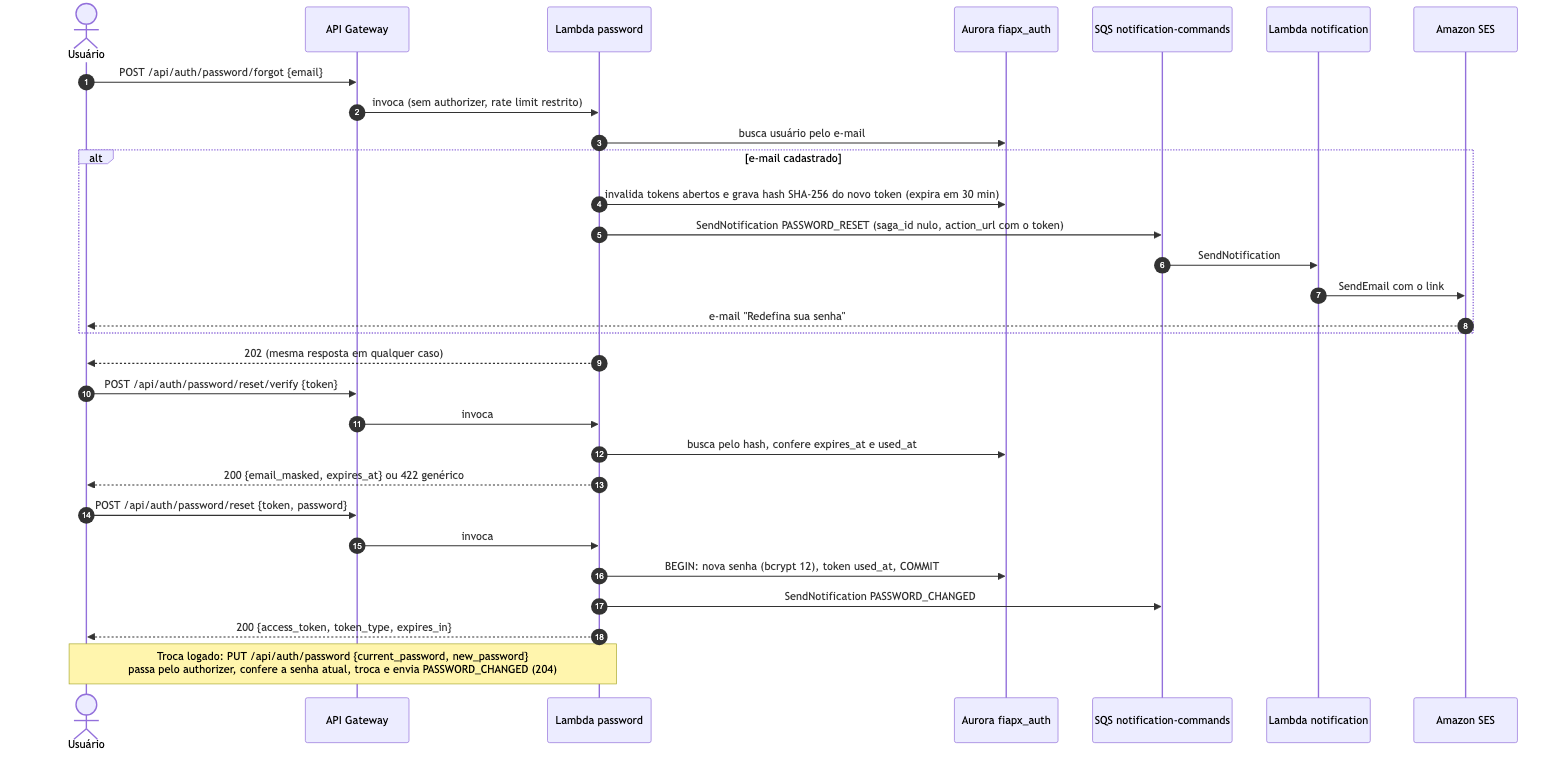 Usuário
API Gateway
Lambda password
Aurora fiapx_auth
SQS notification-commands
Lambda notification
Amazon SES
1
POST /api/auth/password/forgot {email}
2
invoca (sem authorizer, rate limit restrito)
3
busca usuário pelo e-mail
alt
[e-mail cadastrado]
4
invalida tokens abertos e grava hash SHA-256 do novo token (expira em 30 min)
5
SendNotification PASSWORD_RESET (saga_id nulo, action_url com o token)
6
SendNotification
7
SendEmail com o link
8
e-mail "Redefina sua senha"
9
202 (mesma resposta em qualquer caso)
10
POST /api/auth/password/reset/verify {token}
11
invoca
12
busca pelo hash, confere expires_at e used_at
13
200 {email_masked, expires_at} ou 422 genérico
14
POST /api/auth/password/reset {token, password}
15
invoca
16
BEGIN: nova senha (bcrypt 12), token used_at, COMMIT
17
SendNotification PASSWORD_CHANGED
18
200 {access_token, token_type, expires_in}
Troca logado: PUT /api/auth/password {current_password, new_password}
passa pelo authorizer, confere a senha atual, troca e envia PASSWORD_CHANGED (204)
Usuário
API Gateway
Lambda password
Aurora fiapx_auth
SQS notification-commands
Lambda notification
Amazon SES